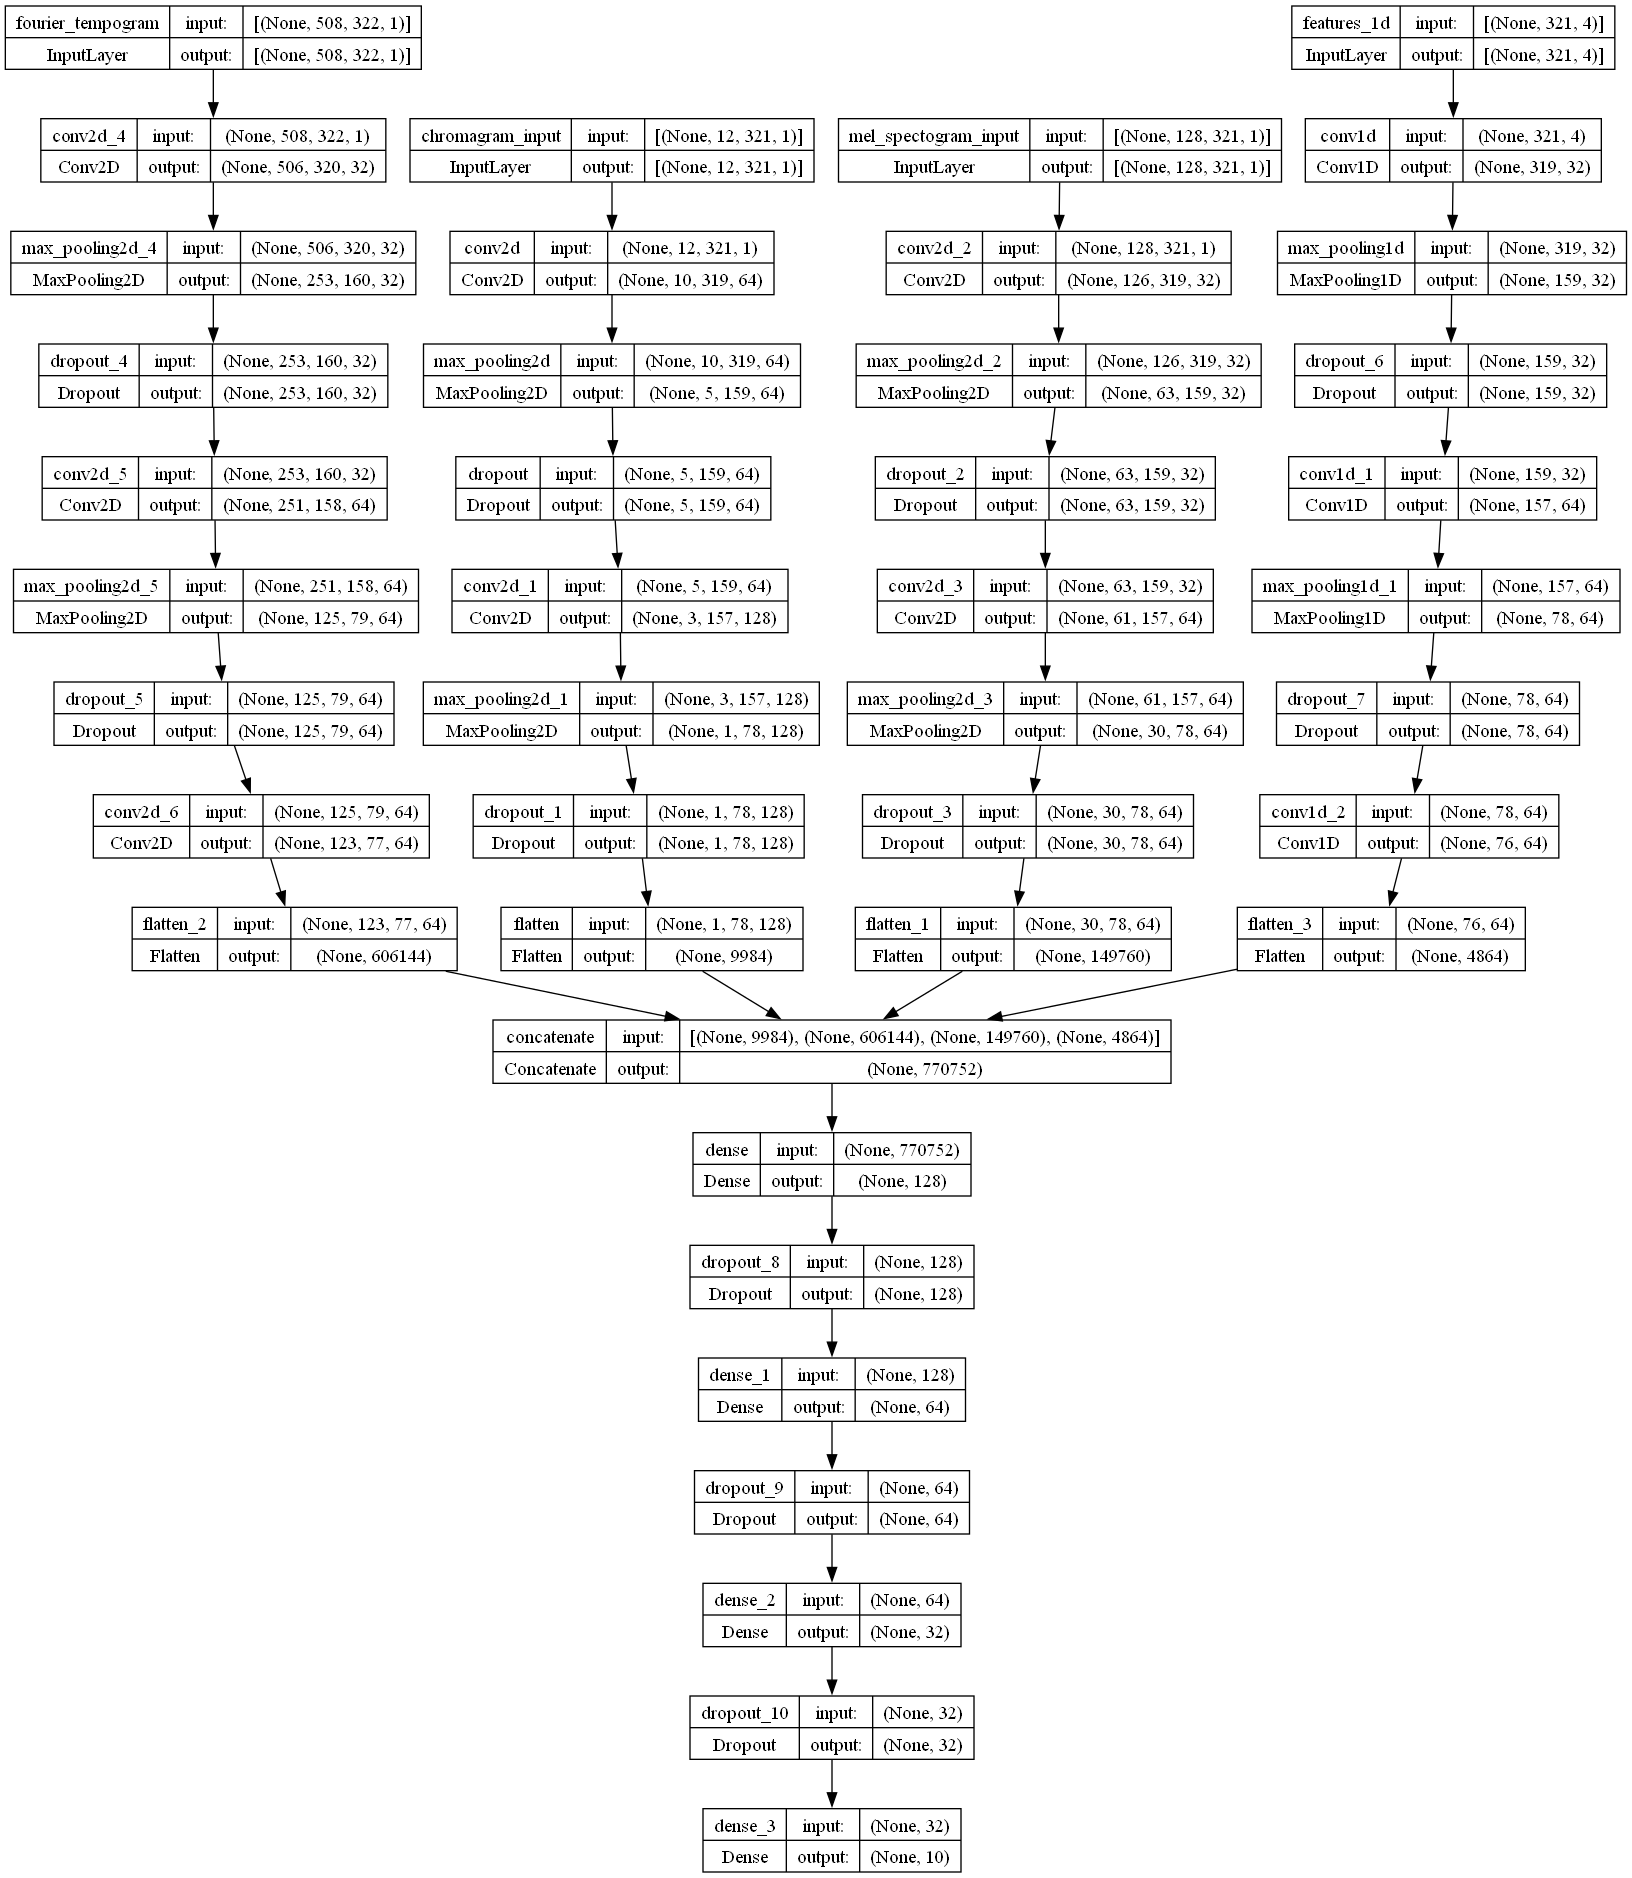 fourier_tempogram input: [(None, 508, 322, 1)]
InputLayer output: [(None, 508, 322, 1)]
features_1d input: [(None, 321, 4)]
InputLayer output: [(None, 321, 4)]
conv2d_4 input: (None, 508, 322, 1)
Conv2D output: (None, 506, 320, 32)
chromagram_input input: [(None, 12, 321, 1)]
InputLayer output: [(None, 12, 321, 1)]
mel_spectogram_input input: [(None, 128, 321, 1)]
InputLayer output: [(None, 128, 321, 1)]
conv1d input: (None, 321, 4)
Conv1D output: (None, 319, 32)
max_pooling2d_4 input: (None, 506, 320, 32)
MaxPooling2D output: (None, 253, 160, 32)
conv2d input: (None, 12, 321, 1)
Conv2D output: (None, 10, 319, 64)
conv2d_2 input: (None, 128, 321, 1)
Conv2D output: (None, 126, 319, 32)
max_pooling1d input: (None, 319, 32)
MaxPooling1D output: (None, 159, 32)
dropout_4 input: (None, 253, 160, 32)
Dropout output: (None, 253, 160, 32)
max_pooling2d input: (None, 10, 319, 64)
MaxPooling2D output: (None, 5, 159, 64)
max_pooling2d_2 input: (None, 126, 319, 32)
MaxPooling2D output: (None, 63, 159, 32)
dropout_6 input: (None, 159, 32)
Dropout output: (None, 159, 32)
conv2d_5 input: (None, 253, 160, 32)
Conv2D output: (None, 251, 158, 64)
dropout input: (None, 5, 159, 64)
Dropout output: (None, 5, 159, 64)
dropout_2 input: (None, 63, 159, 32)
Dropout output: (None, 63, 159, 32)
conv1d_1 input: (None, 159, 32)
Conv1D output: (None, 157, 64)
max_pooling2d_5 input: (None, 251, 158, 64)
MaxPooling2D output: (None, 125, 79, 64)
conv2d_1 input: (None, 5, 159, 64)
Conv2D output: (None, 3, 157, 128)
conv2d_3 input: (None, 63, 159, 32)
Conv2D output: (None, 61, 157, 64)
max_pooling1d_1 input: (None, 157, 64)
MaxPooling1D output: (None, 78, 64)
dropout_5 input: (None, 125, 79, 64)
Dropout output: (None, 125, 79, 64)
max_pooling2d_1 input: (None, 3, 157, 128)
MaxPooling2D output: (None, 1, 78, 128)
max_pooling2d_3 input: (None, 61, 157, 64)
MaxPooling2D output: (None, 30, 78, 64)
dropout_7 input: (None, 78, 64)
Dropout output: (None, 78, 64)
conv2d_6 input: (None, 125, 79, 64)
Conv2D output: (None, 123, 77, 64)
dropout_1 input: (None, 1, 78, 128)
Dropout output: (None, 1, 78, 128)
dropout_3 input: (None, 30, 78, 64)
Dropout output: (None, 30, 78, 64)
conv1d_2 input: (None, 78, 64)
Conv1D output: (None, 76, 64)
flatten_2 input: (None, 123, 77, 64)
Flatten output: (None, 606144)
flatten input: (None, 1, 78, 128)
Flatten output: (None, 9984)
flatten_1 input: (None, 30, 78, 64)
Flatten output: (None, 149760)
flatten_3 input: (None, 76, 64)
Flatten output: (None, 4864)
concatenate input: [(None, 9984), (None, 606144), (None, 149760), (None, 4864)]
Concatenate output: (None, 770752)
dense input: (None, 770752)
Dense output: (None, 128)
dropout_8 input: (None, 128)
Dropout output: (None, 128)
dense_1 input: (None, 128)
Dense output: (None, 64)
dropout_9 input: (None, 64)
Dropout output: (None, 64)
dense_2 input: (None, 64)
Dense output: (None, 32)
dropout_10 input: (None, 32)
Dropout output: (None, 32)
dense_3 input: (None, 32)
Dense output: (None, 10)